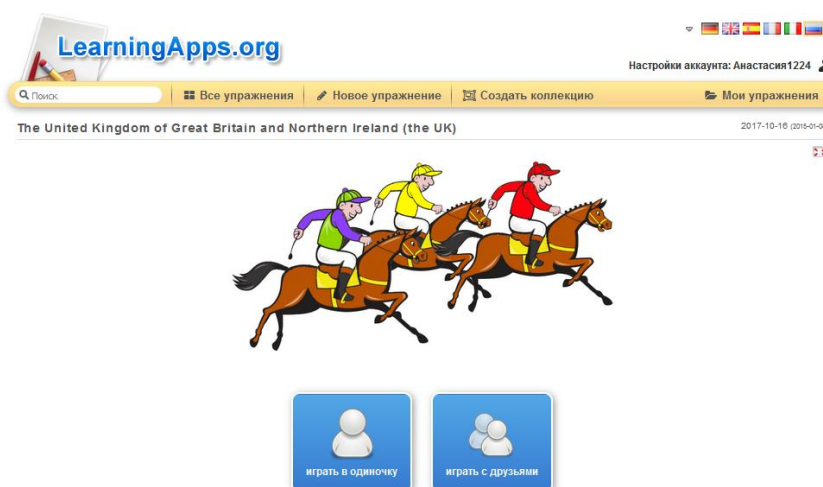 LearningApps.org
Настройки аккаунта: Анастасия1224
Поиск
Все упражнения
Новое упражнение
Создать коллекцию
Мои упражнения
The United Kingdom of Great Britain and Northern Ireland (the UK)
2017-10-16
играть в одиночку
играть с друзьями